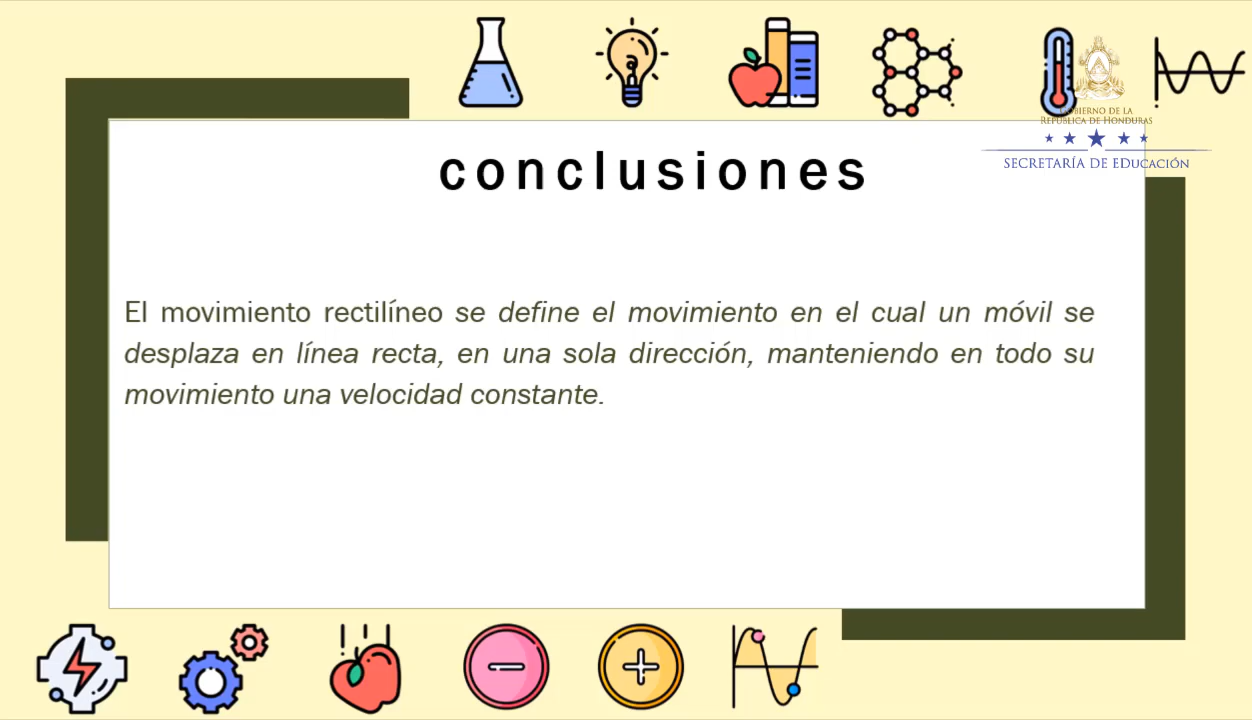 GOBIERNO DE LA
REPÚBLICA DE HONDURAS
SECRETARÍA DE EDUCACIÓN
conclusiones
El movimiento rectilíneo se define el movimiento en el cual un móvil se
desplaza en línea recta, en una sola dirección, manteniendo en todo su
movimiento una velocidad constante.